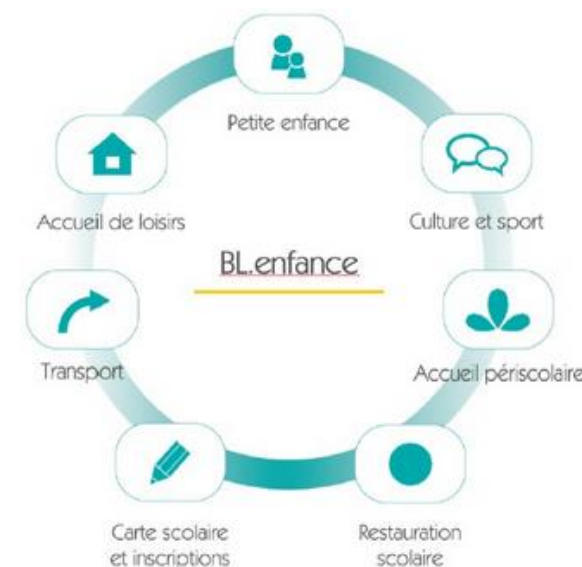 Petite enfance
Accueil de loisirs
Culture et sport
BL.enfance
Transport
Accueil périscolaire
Carte scolaire
et inscriptions
Restauration
scolaire